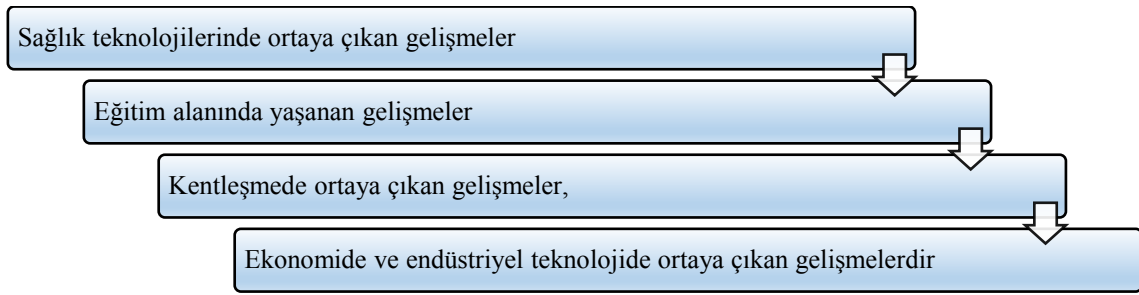 Sağlık teknolojilerinde ortaya çıkan gelişmeler
Eğitim alanında yaşanan gelişmeler
Kentleşmede ortaya çıkan gelişmeler,
Ekonomide ve endüstriyel teknolojide ortaya çıkan gelişmelerdir